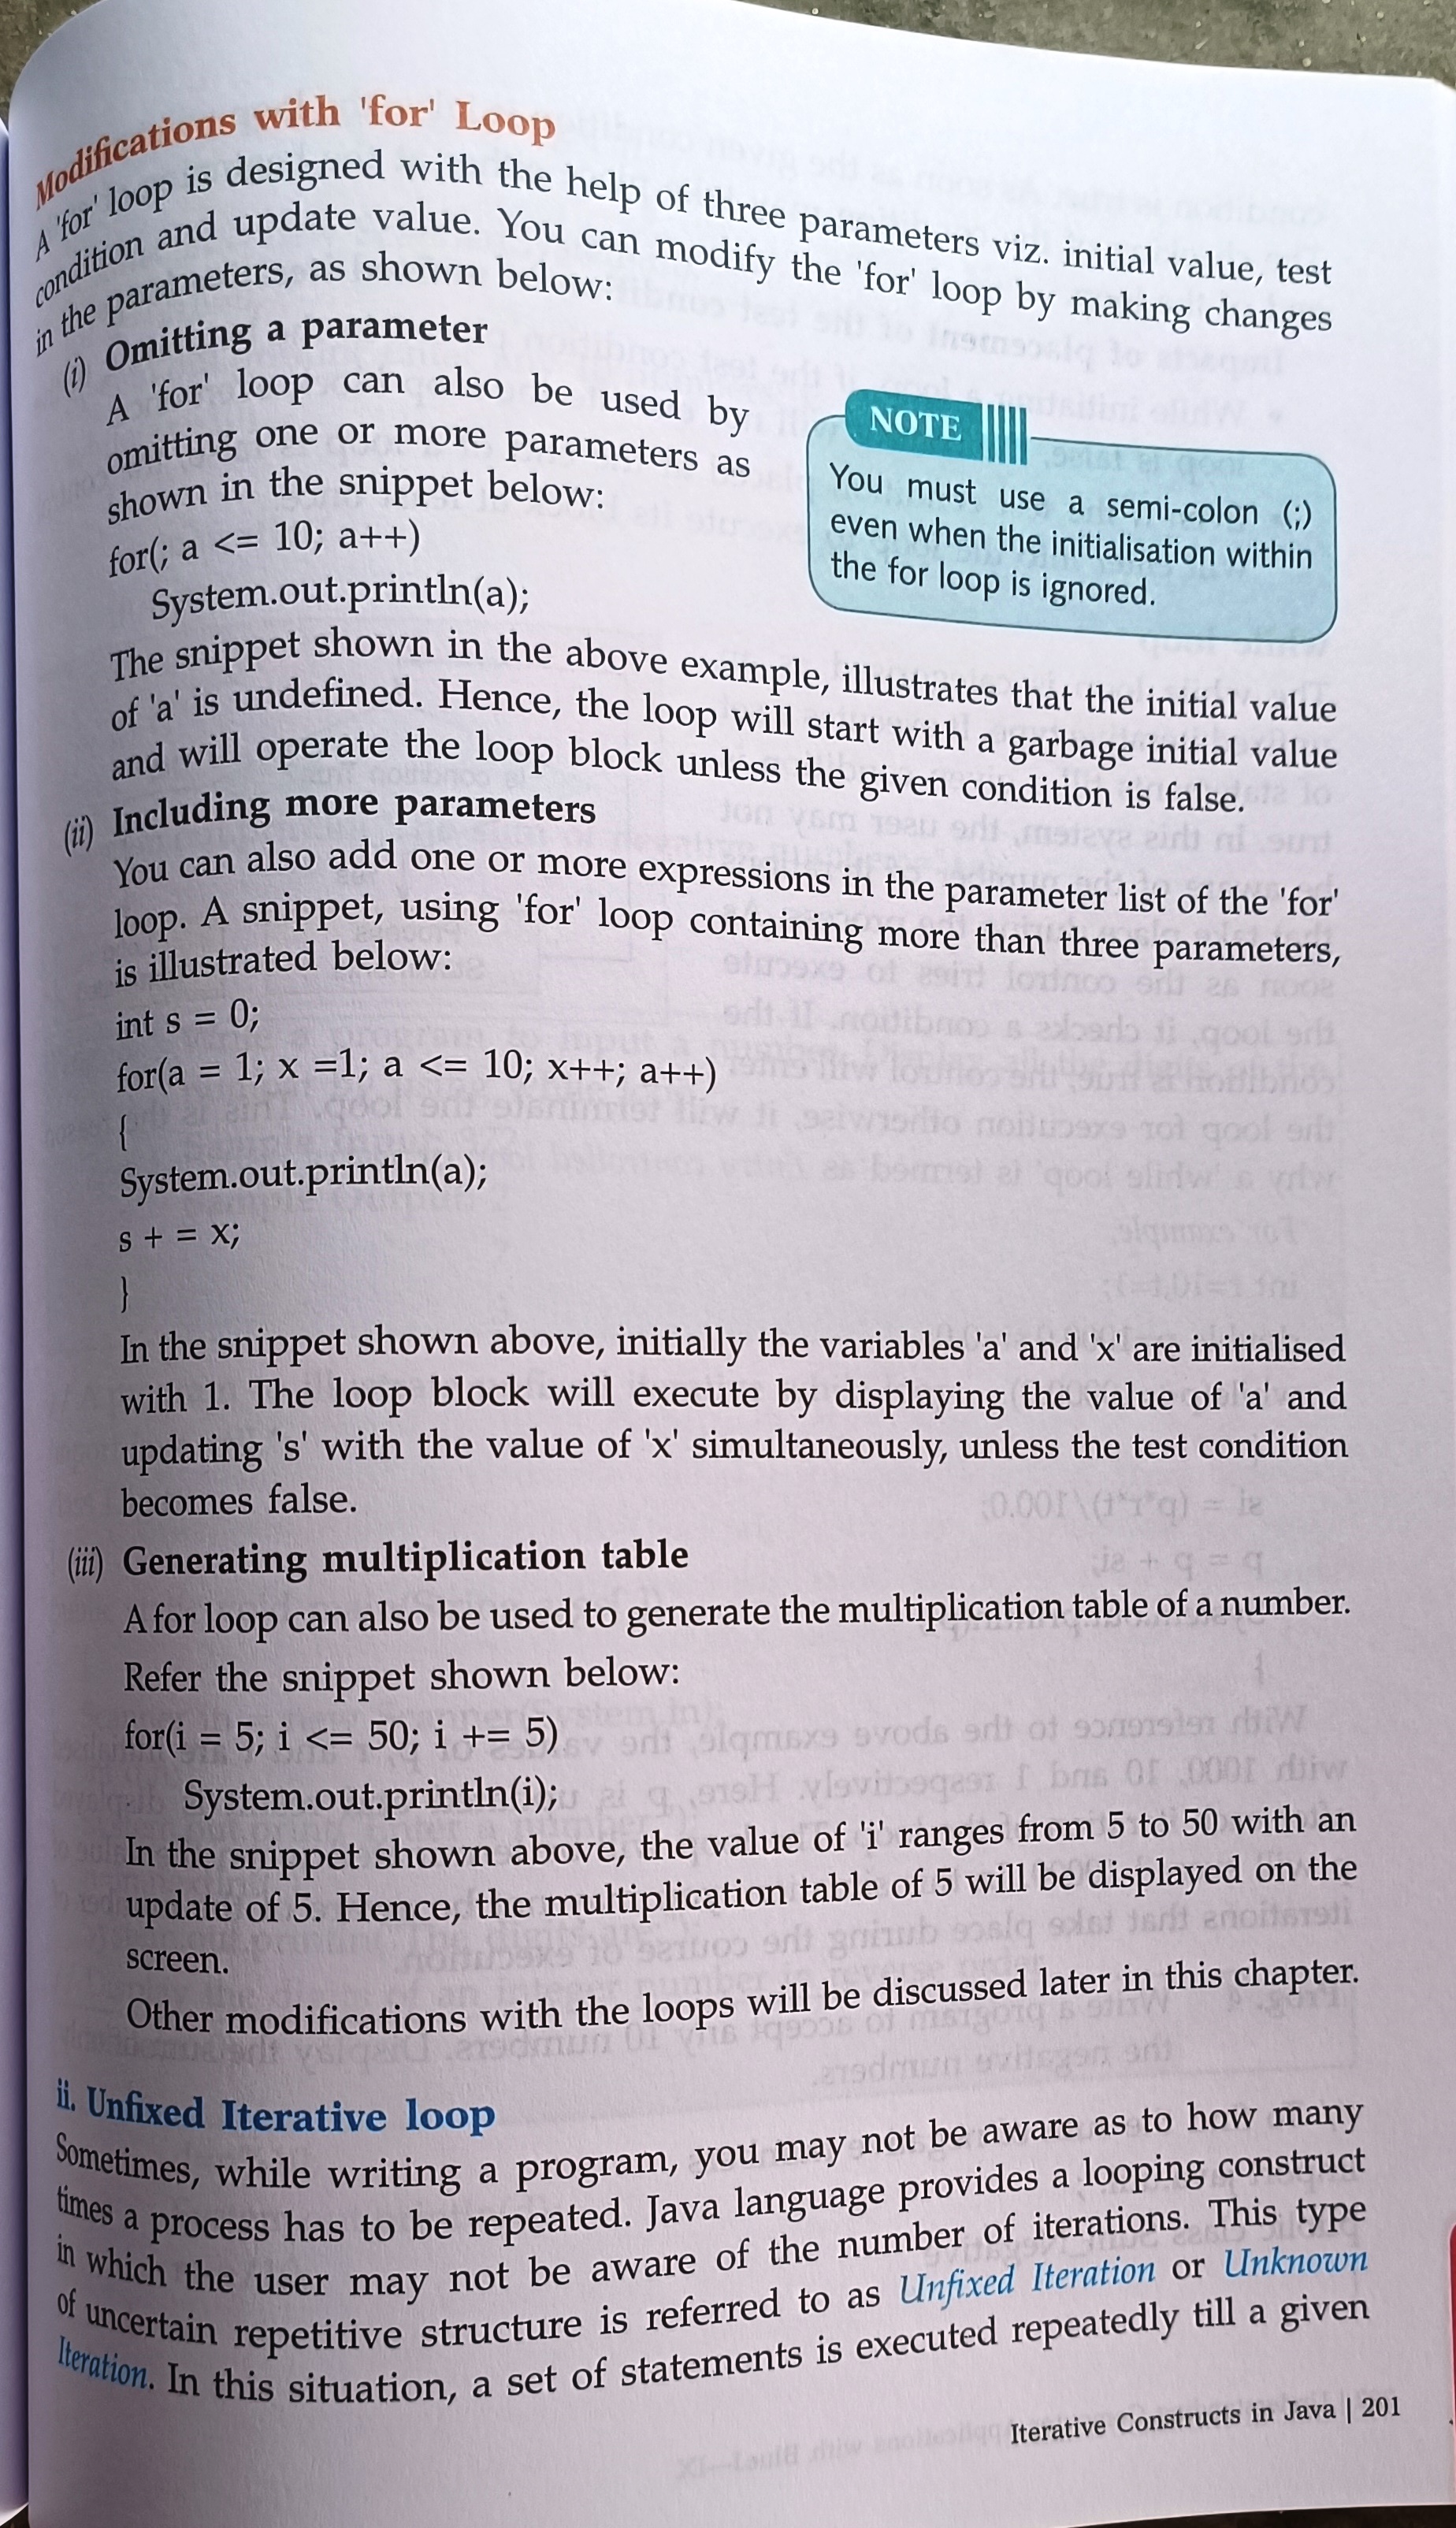 Modifications with 'for' Loop
A 'for' loop is designed with the help of three parameters viz. initial value, test
condition and update value. You can modify the 'for' loop by making changes
in the parameters, as shown below:
(i) Omitting a parameter
A 'for' loop can also be used by
omitting one or more parameters as
shown in the snippet below:
for(; a <= 10; a++)
System.out.println(a);
NOTE
You must use a semi-colon (;)
even when the initialisation within
the for loop is ignored.
The snippet shown in the above example, illustrates that the initial value
of 'a' is undefined. Hence, the loop will start with a garbage initial value
and will operate the loop block unless the given condition is false.
(ii) Including more parameters
You can also add one or more expressions in the parameter list of the 'for'
loop. A snippet, using 'for' loop containing more than three parameters,
is illustrated below:
int s = 0;
for(a = 1; x =1; a <= 10; x++; a++)
{
System.out.println(a);
s + = x;
}
In the snippet shown above, initially the variables 'a' and 'x' are initialised
with 1. The loop block will execute by displaying the value of 'a' and
updating 's' with the value of 'x' simultaneously, unless the test condition
becomes false.
(iii) Generating multiplication table
A for loop can also be used to generate the multiplication table of a number.
Refer the snippet shown below:
for(i = 5; i <= 50; i += 5)
System.out.println(i);
In the snippet shown above, the value of 'i' ranges from 5 to 50 with an
update of 5. Hence, the multiplication table of 5 will be displayed on the
screen.
Other modifications with the loops will be discussed later in this chapter.
ii. Unfixed Iterative loop
Sometimes, while writing a program, you may not be aware as to how many
times a process has to be repeated. Java language provides a looping construct
in which the user may not be aware of the number of iterations. This type
of uncertain repetitive structure is referred to as Unfixed Iteration or Unknown
Iteration. In this situation, a set of statements is executed repeatedly till a given
Iterative Constructs in Java | 201